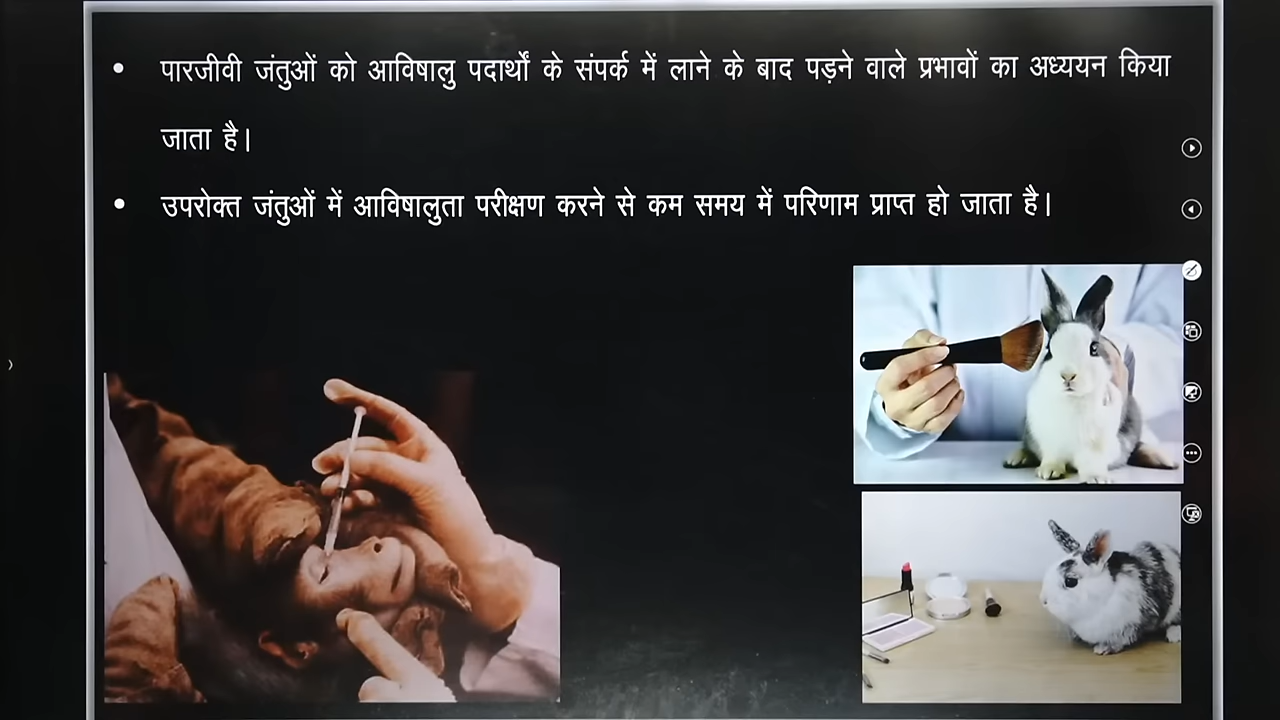 • पारजीवी जंतुओं को आविषालु पदार्थों के संपर्क में लाने के बाद पड़ने वाले प्रभावों का अध्ययन किया
जाता है।
• उपरोक्त जंतुओं में आविषालुता परीक्षण करने से कम समय में परिणाम प्राप्त हो जाता है।